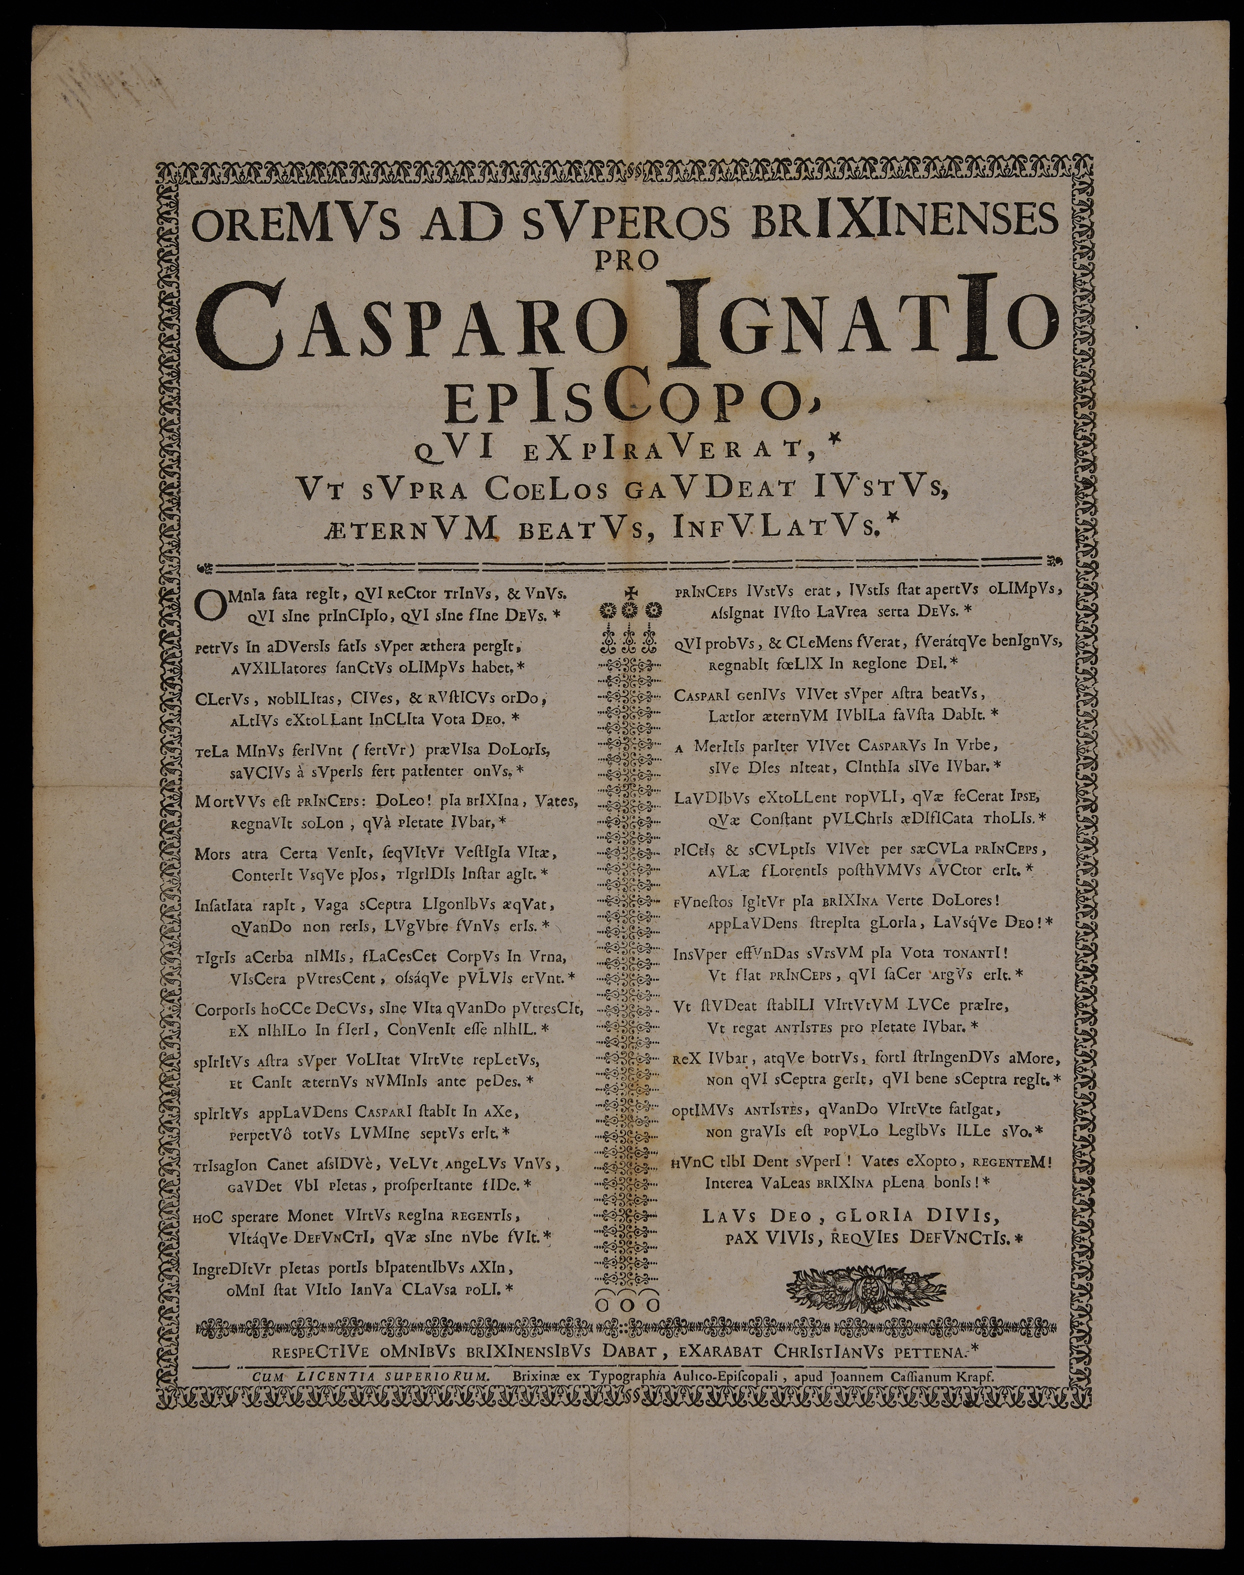 OREMVs AD sVPEROS BRIXINENSES
PRO
CASPARO IGNATIO
EPIsCOPO,
QVI EXPIRAVERAT,*
VT SVPRA COELOS GAVDEAT IVSTVS,
ÆTERNVM BEATVS, INFVLATVS.*
OMnIa fata regIt, QVI ReCtor TrInVs, & VnVs.
QVI sIne prInCIpIo, QVI sIne fIne DEVs. *
PetrVs In aDVersIs fatIs sVper æthera pergIt,
AVXILIatores ſanCtVs oLIMpVs habet,*
CLerVs, NobILItas, CIVes, & RVſtICVs orDo,
ALtIVs eXtoLLant InCLIta Vota DEO. *
TeLa MInVs ferIVnt (fertVr) præVIsa DoLorIs,
saVCIVs à sVperIs fert patIenter onVs,*
MortVVs eſt PRINCEPS: DoLeo! pIa BRIXIna, Vates,
RegnaVIt soLon, qVà PIetate IVbar,*
Mors atra Certa VenIt, ſeqVItVr VeſtIgIa VItæ,
ConterIt VsqVe pIos, TIgrIDIs Inſtar agIt.*
InſatIata rapIt, Vaga sCeptra LIgonIbVs æqVat,
QVanDo non rerIs, LVgVbre fVnVs erIs. *
TIgrIs aCerba nIMIs, fLaCesCet CorpVs In Vrna,
VIsCera pVtresCent, oſsáqVe pVLVIs erVnt.*
CorporIs hoCCe DeCVs, sIne VIta qVanDo pVtresCIt,
EX nIhILo In fIerI, ConVenIt eſſe nIhIL.*
spIrItVs Aſtra sVper VoLItat VIrtVte repLetVs,
Et CanIt æternVs NVMInIs ante peDes.*
spIrItVs appLaVDens CASPARI ſtabIt In AXe,
PerpetVô totVs LVMIne septVs erIt.*
TrIsagIon Canet aſsIDVè, VeLVt AngeLVs VnVs,
GaVDet VbI PIetas, proſperItante fIDe.*
HOC sperare Monet VIrtVs RegIna REGENTIs,
VItáqVe DEFVNCTI, qVæ sIne nVbe fVIt.*
IngreDItVr pIetas portIs bIpatentIbVs AXIn,
oMnI ſtat VItIo IanVa CLaVsa POLI.*
PRINCEPS IVstVs erat, IVstIs ſtat apertVs oLIMpVs,
AſsIgnat IVſto LaVrea serta DEVs.*
QVI probVs, & CLeMens fVerat, fVerátqVe benIgnVs,
RegnabIt fœLIX In RegIone DEI.*
CASPARI GenIVs VIVet sVper Aſtra beatVs,
LætIor æternVM IVbILa faVſta DabIt.*
A MerItIs parIter VIVet CASPARVs In Vrbe,
sIVe DIes nIteat, CInthIa sIVe IVbar.*
LaVDIbVs eXtoLLent POPVLI, qVæ feCerat IPSE,
QVæ Conſtant pVLChrIs æDIfICata ThoLIs.*
PICtIs & sCVLptIs VIVet per sæCVLa PRINCEPS,
AVLæ fLorentIs poſthVMVs AVCtor erIt.*
FVneſtos IgItVr pIa BRIXINA Verte DoLores!
AppLaVDens ſtrepIta gLorIa, LaVsqVe DEO!*
InsVper effVnDas sVrsVM pIa Vota TONANTI!
Vt fIat PRINCEPS, qVI ſaCer ArgVs erIt.*
Vt ſtVDeat ſtabILI VIrtVtVM LVCe præIre,
Vt regat ANTISTES pro pIetate IVbar.*
ReX IVbar, atqVe botrVs, fortI ſtrIngenDVs aMore,
Non qVI sCeptra gerIt, qVI bene sCeptra regIt.*
optIMVs ANTISTES, qVanDo VIrtVte fatIgat,
Non graVIs eſt POPVLO LegIbVs ILLe sVo.*
HVnC tIbI Dent sVperI! Vates eXopto, REGENTEM!
Interea VaLeas BRIXINA pLena bonIs!*
LAVS DEO, GLORIA DIVIS,
PAX VIVIs, REQVIES DEFVNCTIS.*
RESPECTIVE OMNIBVS BRIXINENSIBVS DABAT, EXARABAT CHRISTIANVS PETTENA.*
CUM LICENTIA SUPERIORUM. Brixinæ ex Typographia Aulico-Epiſcopali, apud Joannem Caſſianum Krapf.